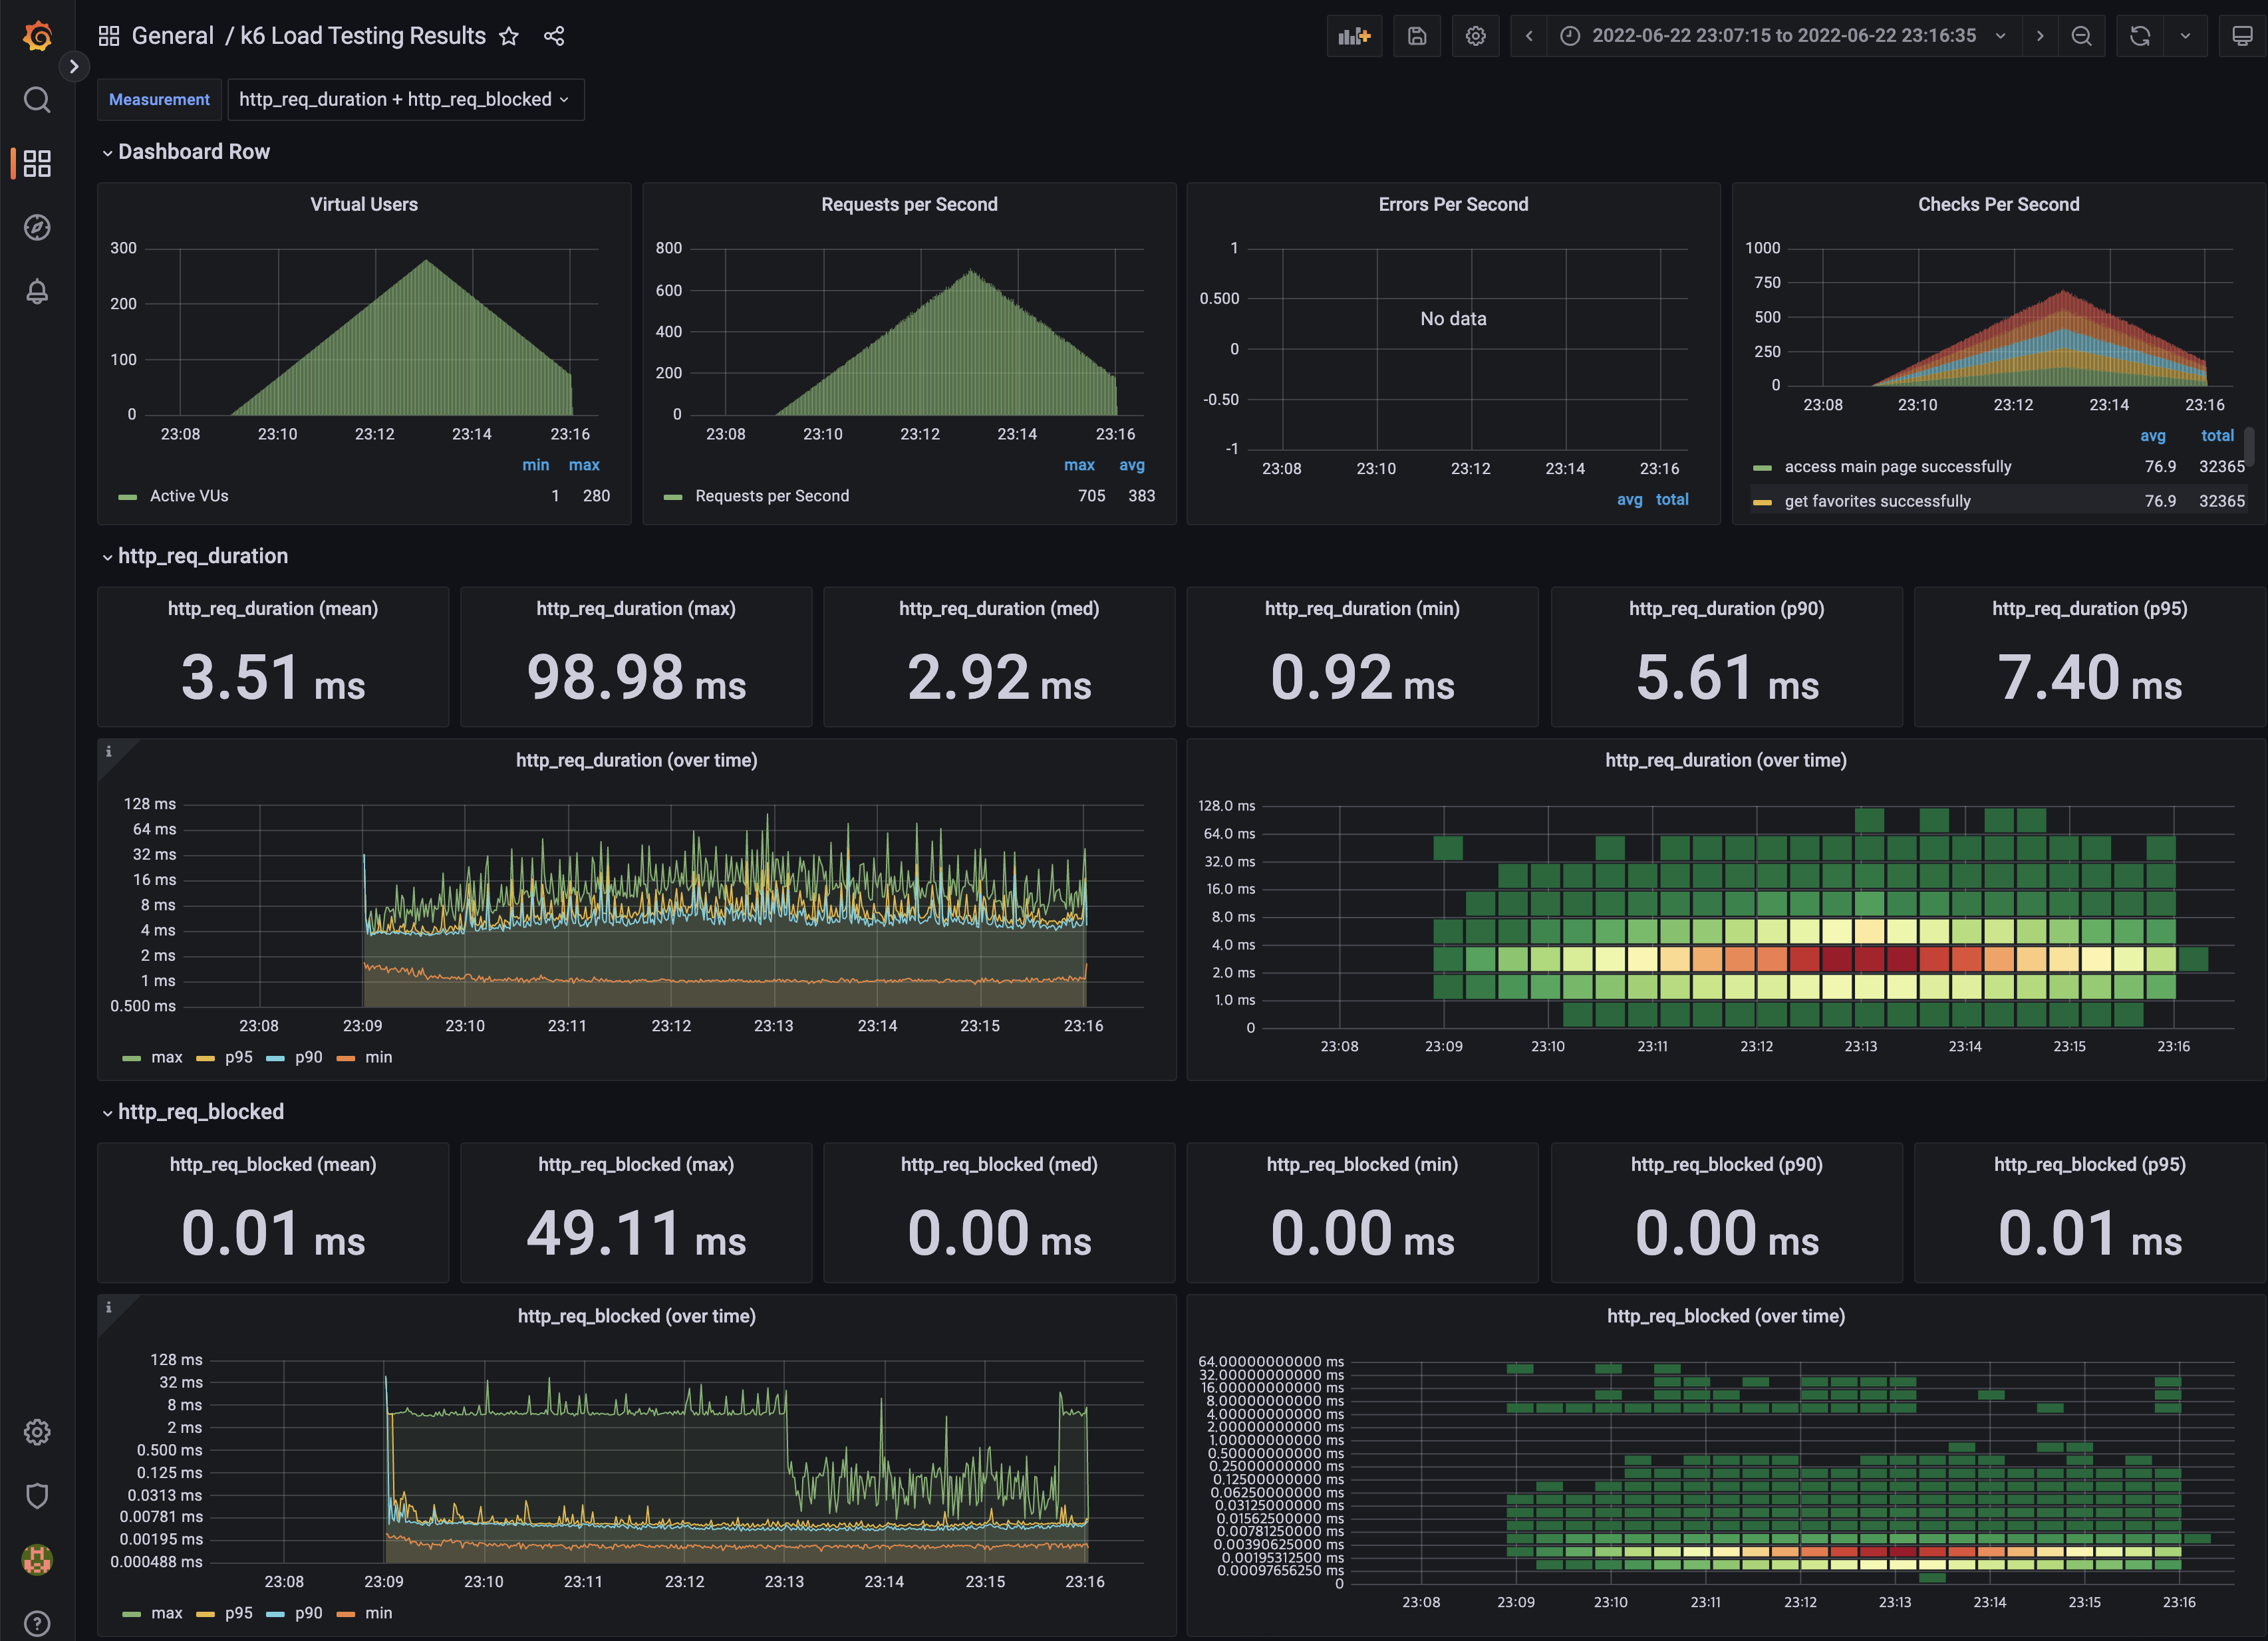 General / k6 Load Testing Results
2022-06-22 23:07:15 to 2022-06-22 23:16:35
Measurement http_req_duration + http_req_blocked
Dashboard Row
Virtual Users
300
200
100
0
23:08 23:10 23:12 23:14 23:16
min max
Active VUs 1 280
Requests per Second
800
600
400
200
0
23:08 23:10 23:12 23:14 23:16
max avg
Requests per Second 705 383
Errors Per Second
1
0.500
0
-0.50
-1
No data
23:08 23:10 23:12 23:14 23:16
avg total
Checks Per Second
1000
750
500
250
0
23:08 23:10 23:12 23:14 23:16
avg total
access main page successfully 76.9 32365
get favorites successfully 76.9 32365
http_req_duration
http_req_duration (mean)
3.51 ms
http_req_duration (max)
98.98 ms
http_req_duration (med)
2.92 ms
http_req_duration (min)
0.92 ms
http_req_duration (p90)
5.61 ms
http_req_duration (p95)
7.40 ms
i
http_req_duration (over time)
128 ms
64 ms
32 ms
16 ms
8 ms
4 ms
2 ms
1 ms
0.500 ms
23:08 23:09 23:10 23:11 23:12 23:13 23:14 23:15 23:16
max p95 p90 min
http_req_duration (over time)
128.0 ms
64.0 ms
32.0 ms
16.0 ms
8.0 ms
4.0 ms
2.0 ms
1.0 ms
0
23:08 23:09 23:10 23:11 23:12 23:13 23:14 23:15 23:16
http_req_blocked
http_req_blocked (mean)
0.01 ms
http_req_blocked (max)
49.11 ms
http_req_blocked (med)
0.00 ms
http_req_blocked (min)
0.00 ms
http_req_blocked (p90)
0.00 ms
http_req_blocked (p95)
0.01 ms
i
http_req_blocked (over time)
128 ms
32 ms
8 ms
2 ms
0.500 ms
0.125 ms
0.0313 ms
0.00781 ms
0.00195 ms
0.000488 ms
23:08 23:09 23:10 23:11 23:12 23:13 23:14 23:15 23:16
max p95 p90 min
http_req_blocked (over time)
64.00000000000 ms
32.00000000000 ms
16.00000000000 ms
8.00000000000 ms
4.00000000000 ms
2.00000000000 ms
1.00000000000 ms
0.50000000000 ms
0.25000000000 ms
0.12500000000 ms
0.06250000000 ms
0.03125000000 ms
0.01562500000 ms
0.00781250000 ms
0.00390625000 ms
0.00195312500 ms
0.00097656250 ms
0
23:08 23:09 23:10 23:11 23:12 23:13 23:14 23:15 23:16